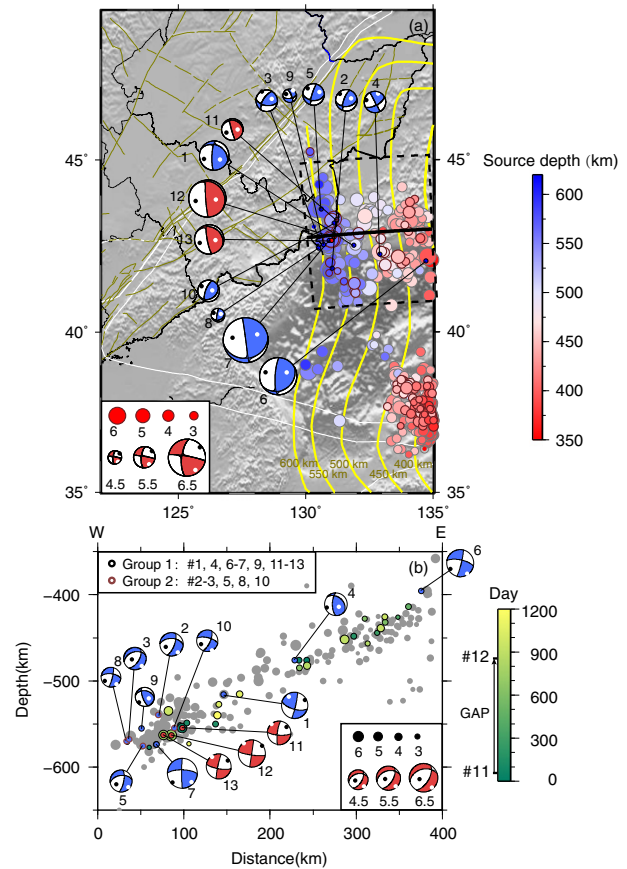 (a)
3
9
5
2
4
11
1
12
13
10
8
7
6
45°
40°
35°
45°
40°
35°
125°
130°
135°
600 km
550 km
500 km
450 km
400 km
6 5 4 3
4.5 5.5 6.5
Source depth (km)
600
550
500
450
400
350
W E
(b)
Group 1: #1, 4, 6-7, 9, 11-13
Group 2: #2-3, 5, 8, 10
6
4
10
2
3
8
9
1
11
12
13
7
5
6 5 4 3
4.5 5.5 6.5
Depth(km)
−400
−500
−600
0 100 200 300 400
Distance(km)
Day
1200
900
600
300
0
#12
GAP
#11